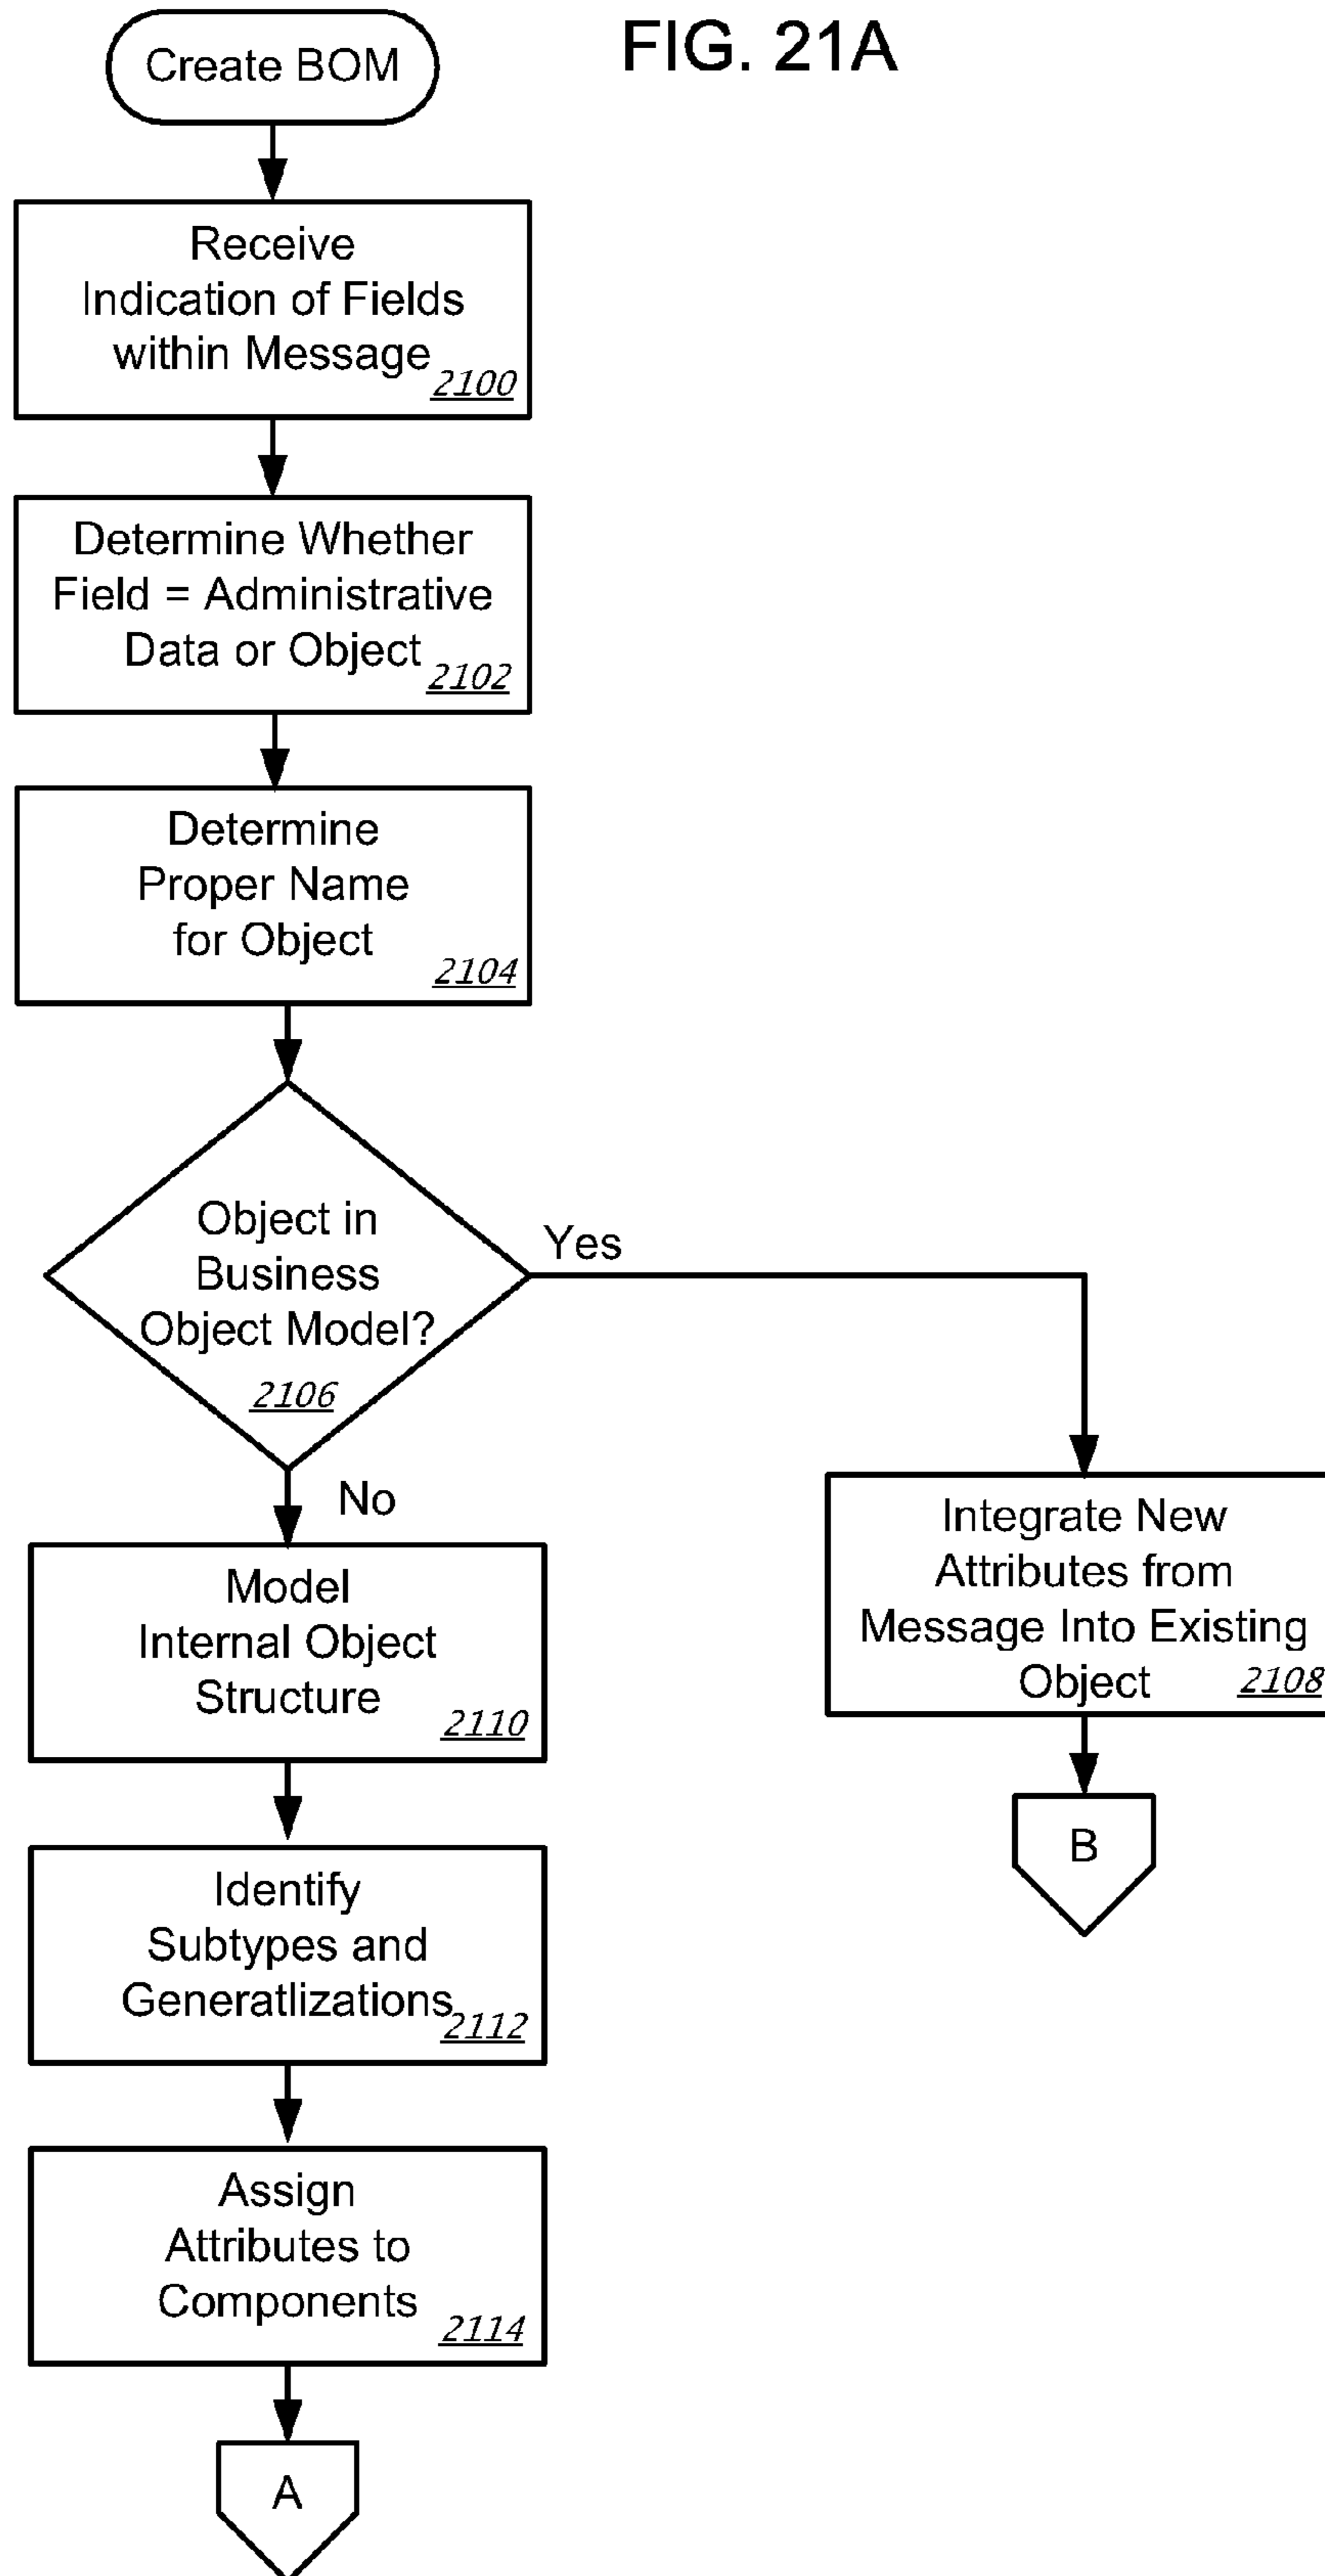 FIG. 21A
Create BOM
Receive
Indication of Fields
within Message
2100
Determine Whether
Field = Administrative
Data or Object
2102
Determine
Proper Name
for Object
2104
Object in
Business
Object Model?
2106
Yes
No
Integrate New
Attributes from
Message Into Existing
Object 2108
B
Model
Internal Object
Structure
2110
Identify
Subtypes and
Generatlizations
2112
Assign
Attributes to
Components
2114
A